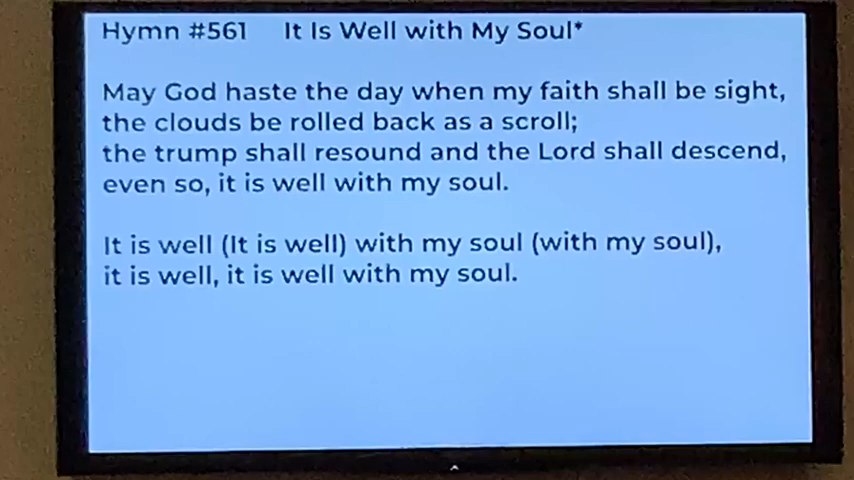 Hymn #561 It Is Well with My Soul*
May God haste the day when my faith shall be sight,
the clouds be rolled back as a scroll;
the trump shall resound and the Lord shall descend,
even so, it is well with my soul.
It is well (It is well) with my soul (with my soul),
it is well, it is well with my soul.